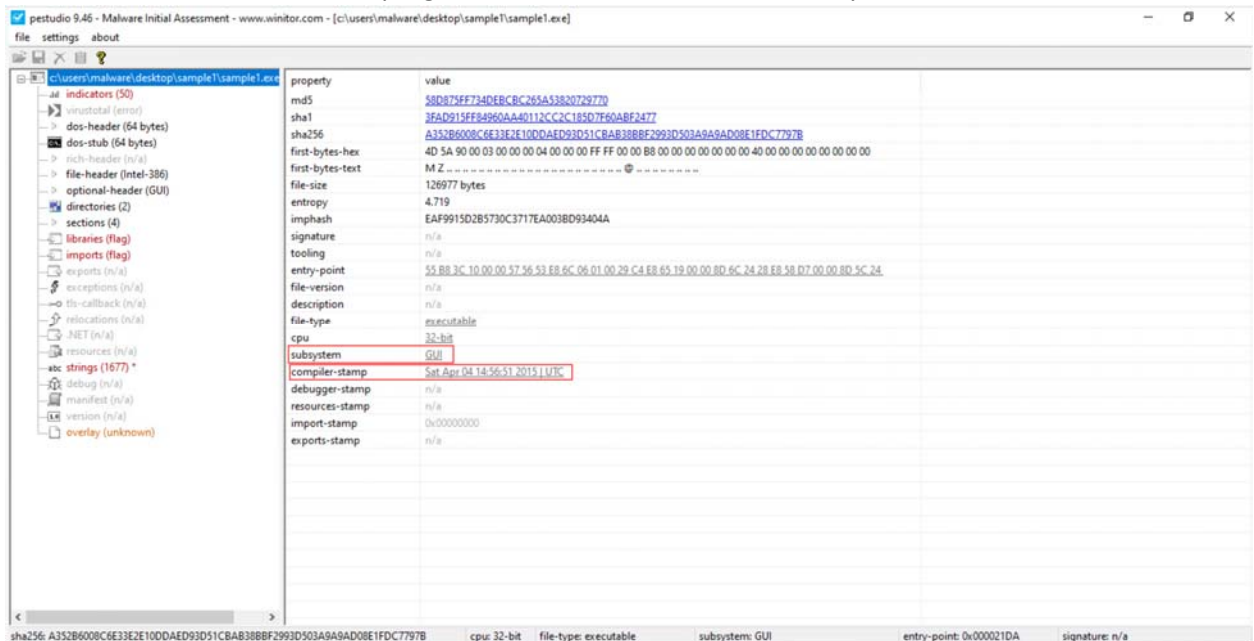 pestudio 9.46 - Malware Initial Assessment - www.winitor.com - [c:\users\malware\desktop\sample1\sample1.exe]
file settings about
c:\users\malware\desktop\sample1\sample1.exe
indicators (50)
virustotal (error)
dos-header (64 bytes)
dos-stub (64 bytes)
rich-header (n/a)
file-header (Intel-386)
optional-header (GUI)
directories (2)
sections (4)
libraries (flag)
imports (flag)
exports (n/a)
exceptions (n/a)
tls-callback (n/a)
relocations (n/a)
.NET (n/a)
resources (n/a)
abc strings (1677) *
debug (n/a)
manifest (n/a)
version (n/a)
overlay (unknown)
property value
md5 58D875FF734DEBCBC265A53820729770
sha1 3FAD915FF84960AA40112CC2C185D7F60ABF2477
sha256 A352B6008C6E33E2E10DDAED93D51CBAB38BBF2993D503A9A9AD08E1FDC7797B
first-bytes-hex 4D 5A 90 00 03 00 00 00 04 00 00 00 FF FF 00 00 B8 00 00 00 00 00 00 00 40 00 00 00 00 00 00 00
first-bytes-text M Z .. .. .. .. .. .. .. .. .. .. .. .. .. .. .. .. .. .. .. .. @ .. .. .. .. .. .. ..
file-size 126977 bytes
entropy 4.719
imphash EAF9915D2B5730C3717EA003BD93404A
signature n/a
tooling n/a
entry-point 55 B8 3C 10 00 00 57 56 53 E8 6C 06 01 00 29 C4 E8 65 19 00 00 8D 6C 24 28 E8 58 D7 00 00 8D 5C 24
file-version n/a
description n/a
file-type executable
cpu 32-bit
subsystem GUI
compiler-stamp Sat Apr 04 14:56:51 2015 | UTC
debugger-stamp n/a
resources-stamp n/a
import-stamp 0x00000000
exports-stamp n/a
sha256: A352B6008C6E33E2E10DDAED93D51CBAB38BBF2993D503A9A9AD08E1FDC7797B cpu: 32-bit file-type: executable subsystem: GUI entry-point: 0x000021DA signature: n/a